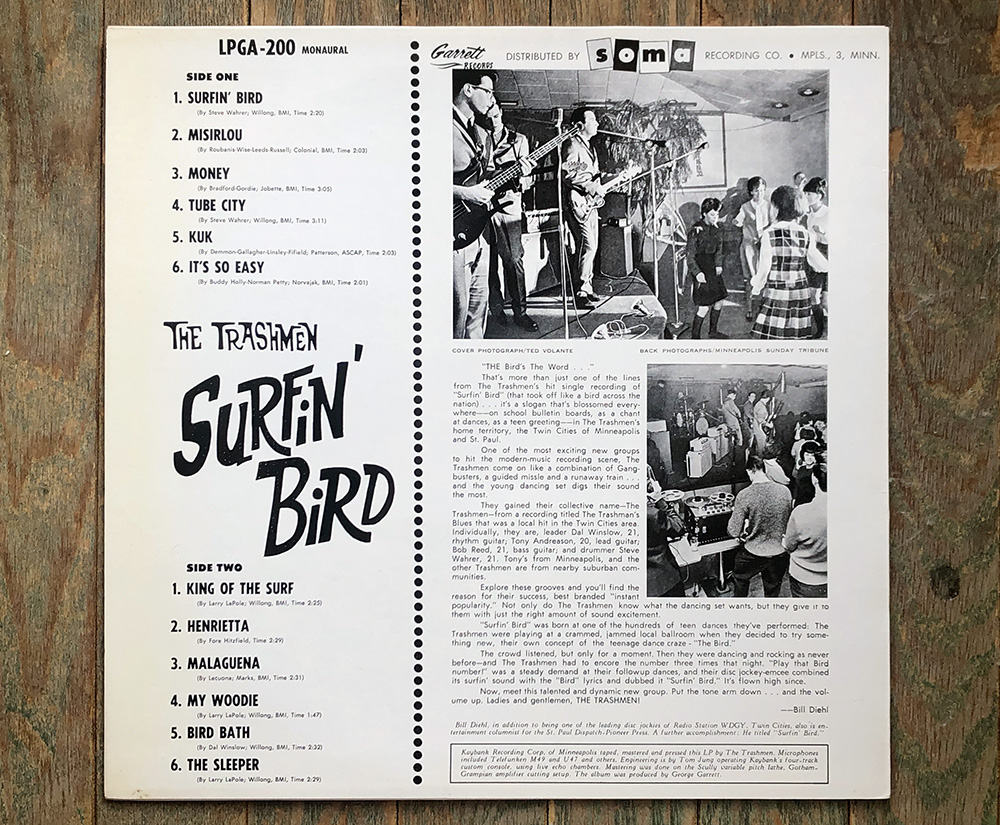 LPGA-200 MONAURAL
SIDE ONE
1. SURFIN' BIRD
(By Steve Wahrer; Willong, BMI, Time 2:20)
2. MISIRLOU
(By Roubanis-Wise-Leeds-Russell; Colonial, BMI, Time 2:03)
3. MONEY
(By Bradford-Gordie; Jobette, BMI, Time 3:05)
4. TUBE CITY
(By Steve Wahrer; Willong, BMI, Time 3:11)
5. KUK
(By Demmon-Gallagher-Linsley-Fifield; Patterson, ASCAP, Time 2:03)
6. IT'S SO EASY
(By Buddy Holly-Norman Petty; Norvajak, BMI, Time 2.01)
THE TRASHMEN
SURFIN'
BIRD
SIDE TWO
1. KING OF THE SURF
(By Larry LaPole; Willong, BMI, Time 2:25)
2. HENRIETTA
(By Fore Hitzfield, Time 2:29)
3. MALAGUENA
(By Lecuona; Marks, BMI, Time 2:31)
4. MY WOODIE
(By Larry LaPole; Willong, BMI, Time 1:47)
5. BIRD BATH
(By Dal Winslow; Willong, BMI, Time 2:32)
6. THE SLEEPER
(By Larry LaPole; Willong, BMI, Time 2:29)
Garrett RECORDS DISTRIBUTED BY soma RECORDING CO. • MPLS., 3, MINN.
COVER PHOTOGRAPH/TED VOLANTE BACK PHOTOGRAPHS/MINNEAPOLIS SUNDAY TRIBUNE
"THE Bird's The Word . . ."
That's more than just one of the lines
from The Trashmen's hit single recording of
"Surfin' Bird" (that took off like a bird across the
nation) . . . it's a slogan that's blossomed every-
where——on school bulletin boards, as a chant
at dances, as a teen greeting——in The Trashmen's
home territory, the Twin Cities of Minneapolis
and St. Paul.
One of the most exciting new groups
to hit the modern-music recording scene, The
Trashmen come on like a combination of Gang-
busters, a guided missle and a runaway train . . .
and the young dancing set digs their sound
the most.
They gained their collective name—The
Trashmen—from a recording titled The Trashman's
Blues that was a local hit in the Twin Cities area.
Individually, they are, leader Dal Winslow, 21,
rhythm guitar; Tony Andreason, 20, lead guitar;
Bob Reed, 21, bass guitar; and drummer Steve
Wahrer, 21. Tony's from Minneapolis, and the
other Trashmen are from nearby suburban com-
munities.
Explore these grooves and you'll find the
reason for their success, best branded "instant
popularity." Not only do The Trashmen know what the dancing set wants, but they give it to
them with just the right amount of sound excitement.
"Surfin' Bird" was born at one of the hundreds of teen dances they've performed: The
Trashmen were playing at a crammed, jammed local ballroom when they decided to try some-
thing new, their own concept of the teenage dance craze - "The Bird."
The crowd listened, but only for a moment. Then they were dancing and rocking as never
before—and The Trashmen had to encore the number three times that night. "Play that Bird
number!" was a steady demand at their followup dances, and their disc jockey-emcee combined
its surfin' sound with the "Bird" lyrics and dubbed it "Surfin' Bird." It's flown high since.
Now, meet this talented and dynamic new group. Put the tone arm down . . . and the vol-
ume up. Ladies and gentlemen, THE TRASHMEN!
——Bill Diehl
Bill Diehl, in addition to being one of the leading disc jockies of Radio Station WDGY, Twin Cities, also is en-
tertainment columnist for the St. Paul Dispatch-Pioneer Press. A further accomplishment: He titled "Surfin' Bird."
Kaybank Recording Corp. of Minneapolis taped, mastered and pressed this LP by The Trashmen. Microphones
included Telefunken M49 and U47 and others. Engineering is by Tom Jung operating Kaybank's four-track
custom console, using live echo chambers. Mastering was done on the Scully variable pitch lathe, Gotham-
Grampian amplifier cutting setup. The album was produced by George Garrett.